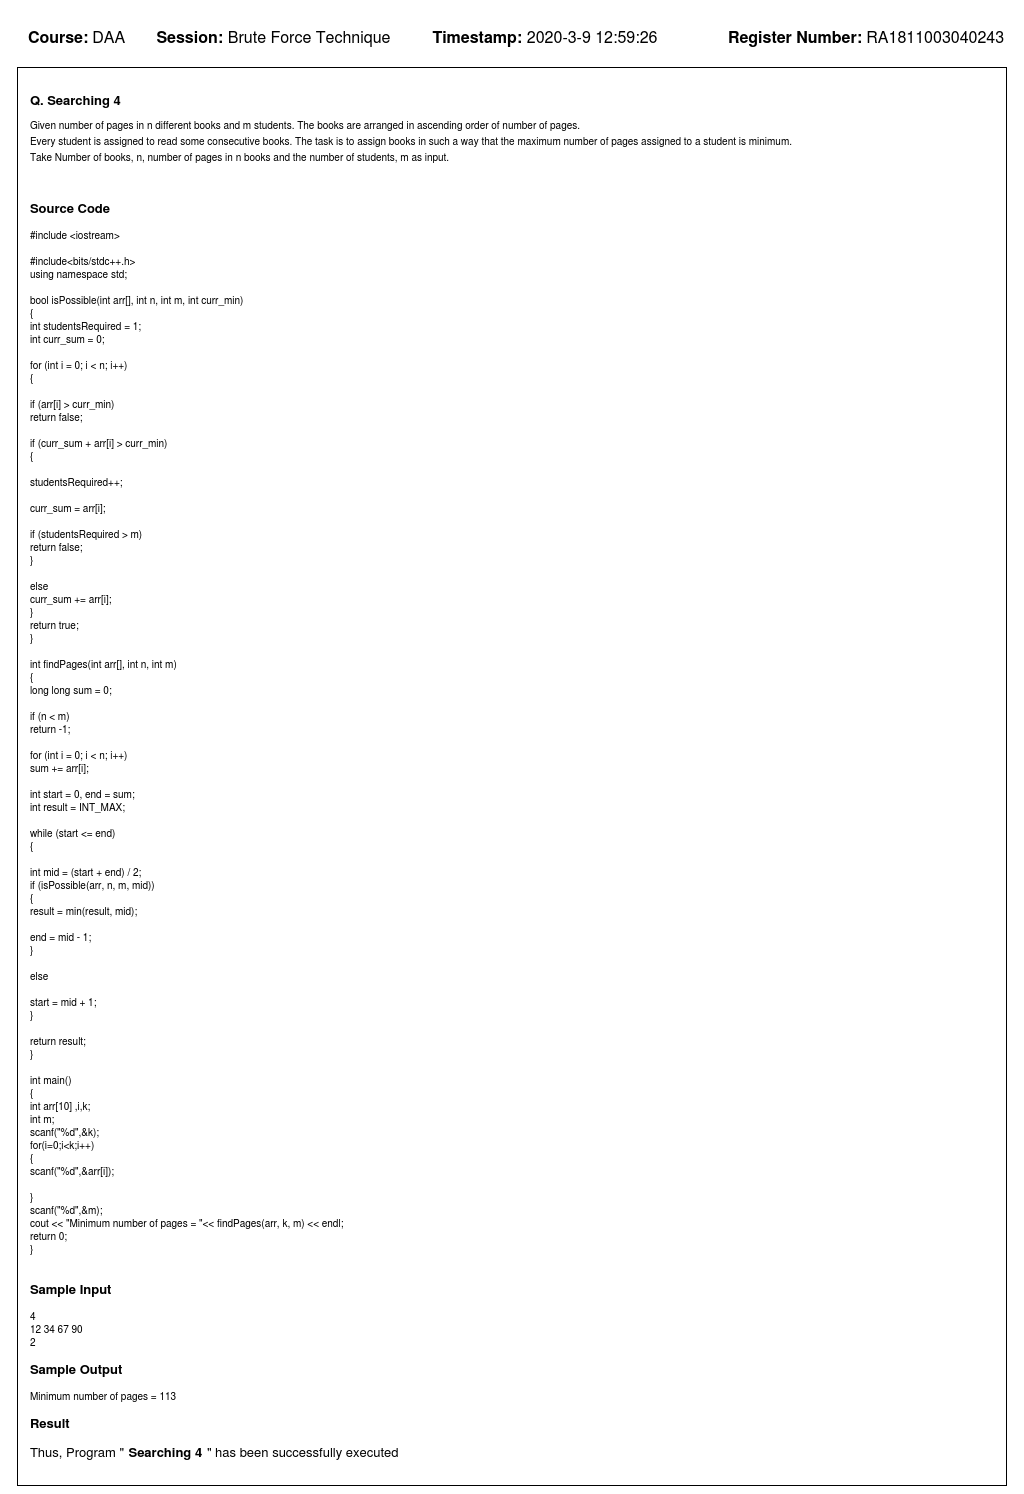 Course: DAA Session: Brute Force Technique Timestamp: 2020-3-9 12:59:26 Register Number: RA1811003040243
Q. Searching 4
Given number of pages in n different books and m students. The books are arranged in ascending order of number of pages.
Every student is assigned to read some consecutive books. The task is to assign books in such a way that the maximum number of pages assigned to a student is minimum.
Take Number of books, n, number of pages in n books and the number of students, m as input.
Source Code
#include <iostream>
#include<bits/stdc++.h>
using namespace std;
bool isPossible(int arr[], int n, int m, int curr_min)
{
int studentsRequired = 1;
int curr_sum = 0;
for (int i = 0; i < n; i++)
{
if (arr[i] > curr_min)
return false;
if (curr_sum + arr[i] > curr_min)
{
studentsRequired++;
curr_sum = arr[i];
if (studentsRequired > m)
return false;
}
else
curr_sum += arr[i];
}
return true;
}
int findPages(int arr[], int n, int m)
{
long long sum = 0;
if (n < m)
return -1;
for (int i = 0; i < n; i++)
sum += arr[i];
int start = 0, end = sum;
int result = INT_MAX;
while (start <= end)
{
int mid = (start + end) / 2;
if (isPossible(arr, n, m, mid))
{
result = min(result, mid);
end = mid - 1;
}
else
start = mid + 1;
}
return result;
}
int main()
{
int arr[10] ,i,k;
int m;
scanf("%d",&k);
for(i=0;i<k;i++)
{
scanf("%d",&arr[i]);
}
scanf("%d",&m);
cout << "Minimum number of pages = "<< findPages(arr, k, m) << endl;
return 0;
}
Sample Input
4
12 34 67 90
2
Sample Output
Minimum number of pages = 113
Result
Thus, Program " Searching 4 " has been successfully executed